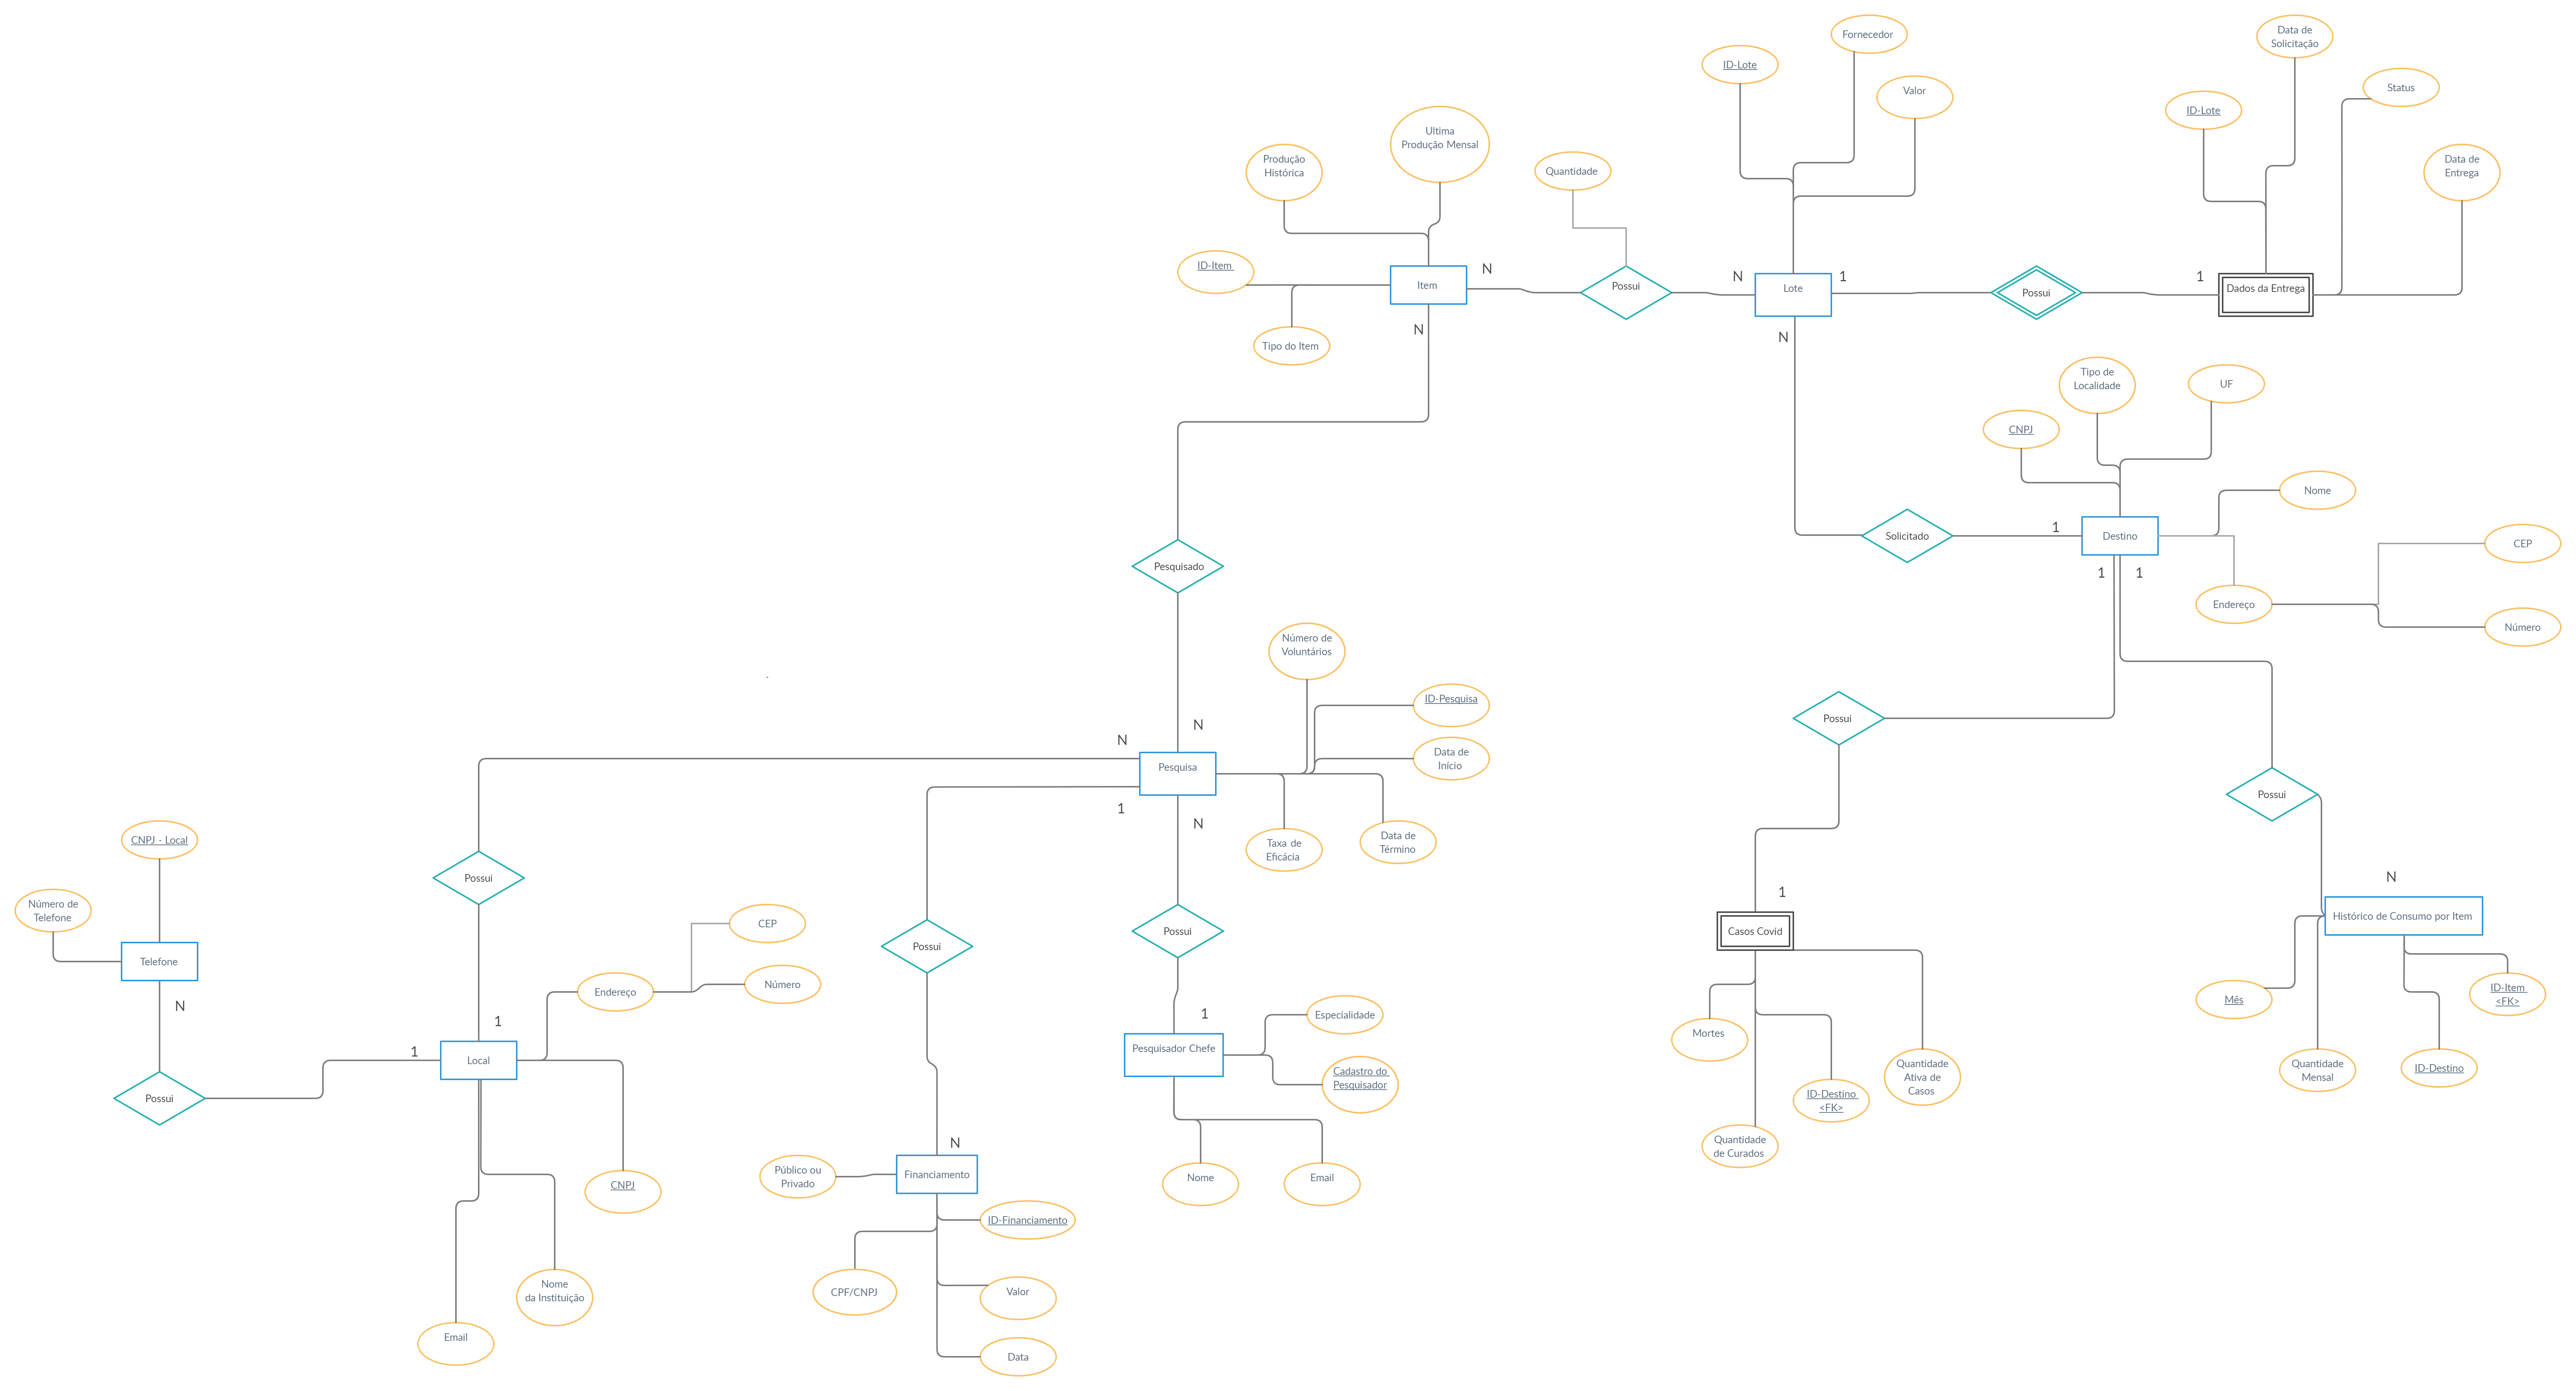 Fornecedor
Data de
Solicitação
ID-Lote
Valor
Status
ID-Lote
Ultima
Produção Mensal
Produção
Histórica
Quantidade
Data de
Entrega
ID-Item
Item
N
Possui
N
Lote
1
Possui
1
Dados da Entrega
Tipo do Item
N
N
Tipo de
Localidade
UF
CNPJ
Nome
Pesquisado
Solicitado
1
Destino
CEP
1
1
Endereço
Número
Número de
Voluntários
ID-Pesquisa
N
N
Pesquisa
Data de
Início
Possui
Possui
1
N
Taxa de
Eficácia
Data de
Término
CNPJ - Local
Número de
Telefone
Telefone
N
Possui
CEP
Endereço
Número
Possui
Possui
1
Casos Covid
N
Histórico de Consumo por Item
Mês
ID-Item
<FK>
1
1
Local
1
Pesquisador Chefe
Especialidade
Cadastro do
Pesquisador
Mortes
Quantidade
Ativa de
Casos
ID-Destino
<FK>
Quantidade
Mensal
ID-Destino
Possui
Quantidade
de Curados
N
Público ou
Privado
Financiamento
Nome
Email
CNPJ
ID-Financiamento
CPF/CNPJ
Valor
Nome
da Instituição
Email
Data